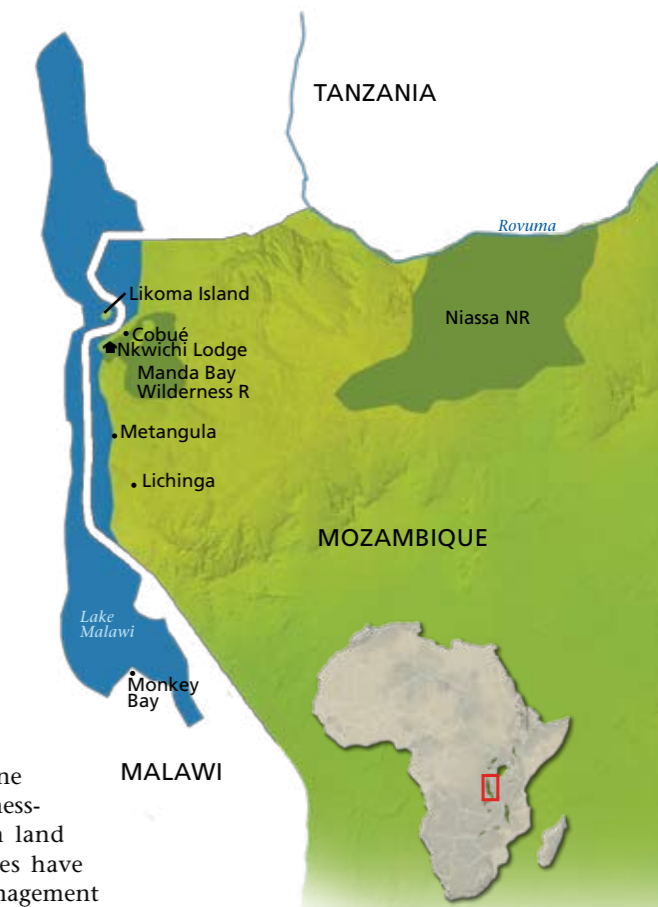 TANZANIA
Rovuma
Likoma Island
Niassa NR
Cobué
Nkwichi Lodge
Manda Bay
Wilderness R
Metangula
Lichinga
MOZAMBIQUE
Lake
Malawi
Monkey
Bay
MALAWI
ne
ness-
land
es have
nagement